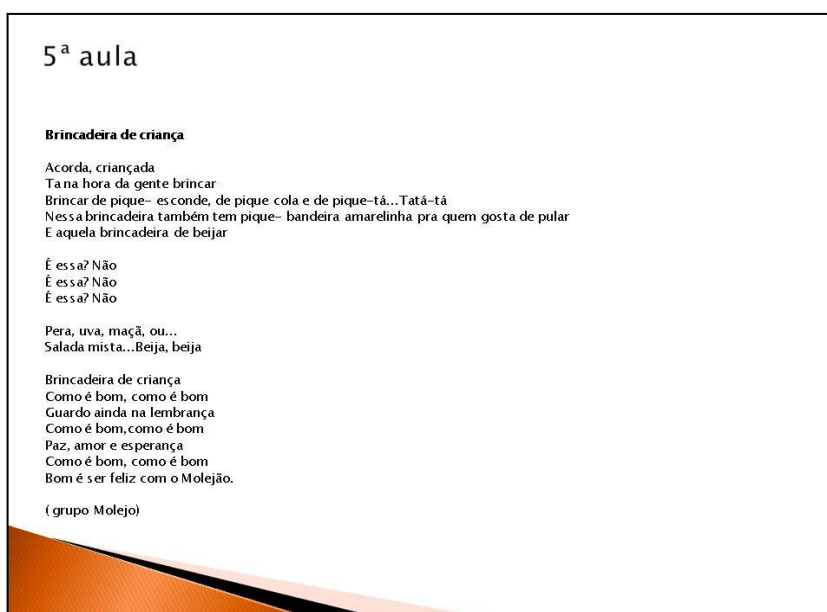 5ª aula
Brincadeira de criança
Acorda, criançada
Ta na hora da gente brincar
Brincar de pique- esconde, de pique cola e de pique-tá...Tatá-tá
Nessa brincadeira também tem pique- bandeira amarelinha pra quem gosta de pular
E aquela brincadeira de beijar
É essa? Não
É essa? Não
É essa? Não
Pera, uva, maçã, ou...
Salada mista...Beija, beija
Brincadeira de criança
Como é bom, como é bom
Guardo ainda na lembrança
Como é bom,como é bom
Paz, amor e esperança
Como é bom, como é bom
Bom é ser feliz com o Molejão.
( grupo Molejo)